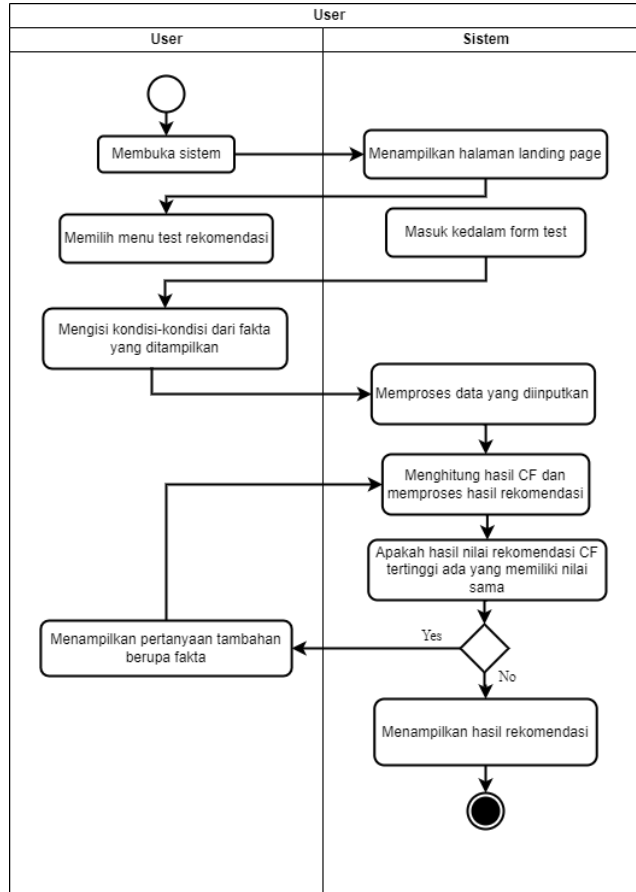 User
User
Sistem
Membuka sistem
Menampilkan halaman landing page
Memilih menu test rekomendasi
Masuk kedalam form test
Mengisi kondisi-kondisi dari fakta
yang ditampilkan
Memproses data yang diinputkan
Menghitung hasil CF dan
memproses hasil rekomendasi
Apakah hasil nilai rekomendasi CF
tertinggi ada yang memiliki nilai
sama
Menampilkan pertanyaan tambahan
berupa fakta
Yes
No
Menampilkan hasil rekomendasi